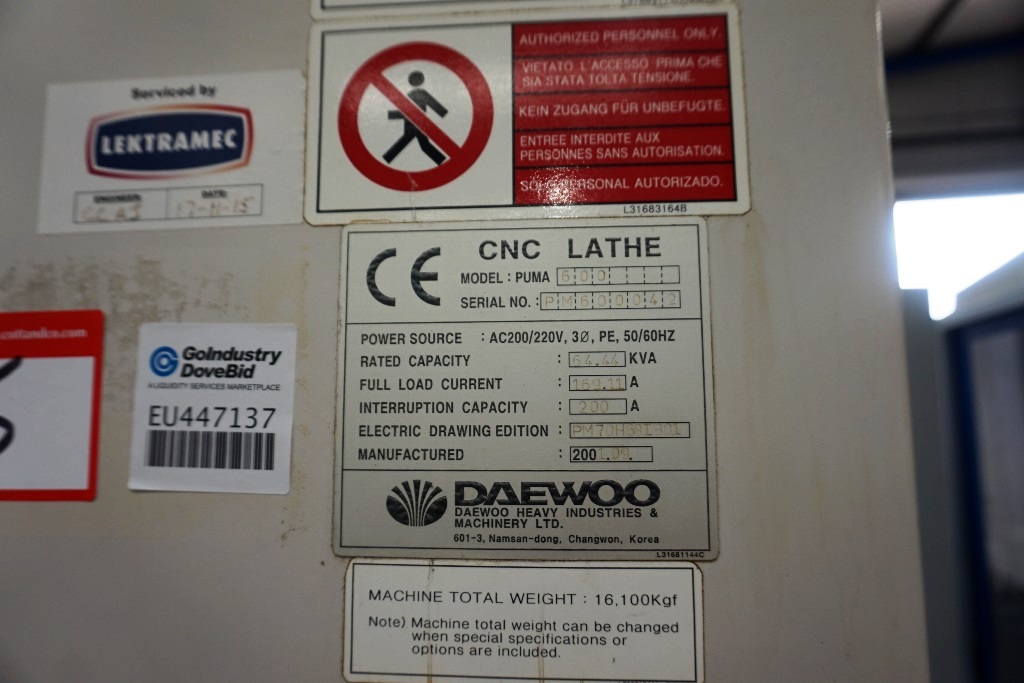 AUTHORIZED PERSONNEL ONLY.
VIETATO L'ACCESSO PRIMA CHE
SIA STATA TOLTA TENSIONE.
KEIN ZUGANG FÜR UNBEFUGTE.
ENTREE INTERDITE AUX
PERSONNES SANS AUTORISATION.
SOLO PERSONAL AUTORIZADO.
L31683164B
Serviced by
LEKTRAMEC
ENGINEER: DATE:
17-11-15
CE
CNC LATHE
MODEL: PUMA 600
SERIAL NO.: PM600042
POWER SOURCE : AC200/220V, 3Ø, PE, 50/60HZ
RATED CAPACITY : 64.44 KVA
FULL LOAD CURRENT : 169.11 A
INTERRUPTION CAPACITY : 200 A
ELECTRIC DRAWING EDITION :
MANUFACTURED : 2001.09.
DAEWOO
DAEWOO HEAVY INDUSTRIES &
MACHINERY LTD.
601-3, Namsan-dong, Changwon, Korea
L31681144C
GoIndustry
DoveBid
A LIQUIDITY SERVICES MARKETPLACE
EU447137
MACHINE TOTAL WEIGHT : 16,100Kgf
Note) Machine total weight can be changed
when special specifications or
options are included.